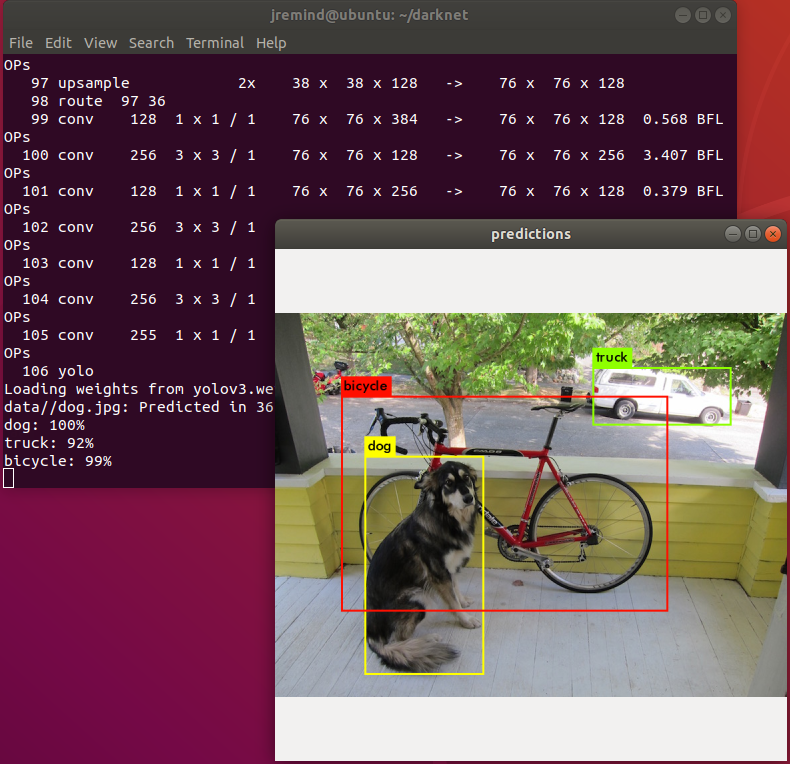 jremind@ubuntu: ~/darknet
File Edit View Search Terminal Help
OPs
97 upsample 2x 38 x 38 x 128 -> 76 x 76 x 128
98 route 97 36
99 conv 128 1 x 1 / 1 76 x 76 x 384 -> 76 x 76 x 128 0.568 BFL
OPs
100 conv 256 3 x 3 / 1 76 x 76 x 128 -> 76 x 76 x 256 3.407 BFL
OPs
101 conv 128 1 x 1 / 1 76 x 76 x 256 -> 76 x 76 x 128 0.379 BFL
OPs
102 conv 256 3 x 3 / 1
OPs
103 conv 128 1 x 1 / 1
OPs
104 conv 256 3 x 3 / 1
OPs
105 conv 255 1 x 1 / 1
OPs
106 yolo
Loading weights from yolov3.we
data//dog.jpg: Predicted in 36
dog: 100%
truck: 92%
bicycle: 99%
predictions
truck
bicycle
dog